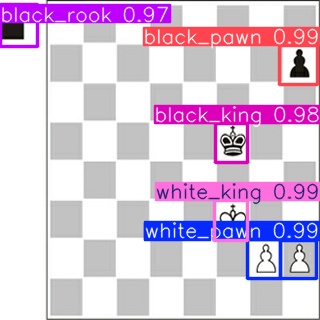 black_rook 0.97
black_pawn 0.99
black_king 0.98
white_king 0.99
white_pawn 0.99